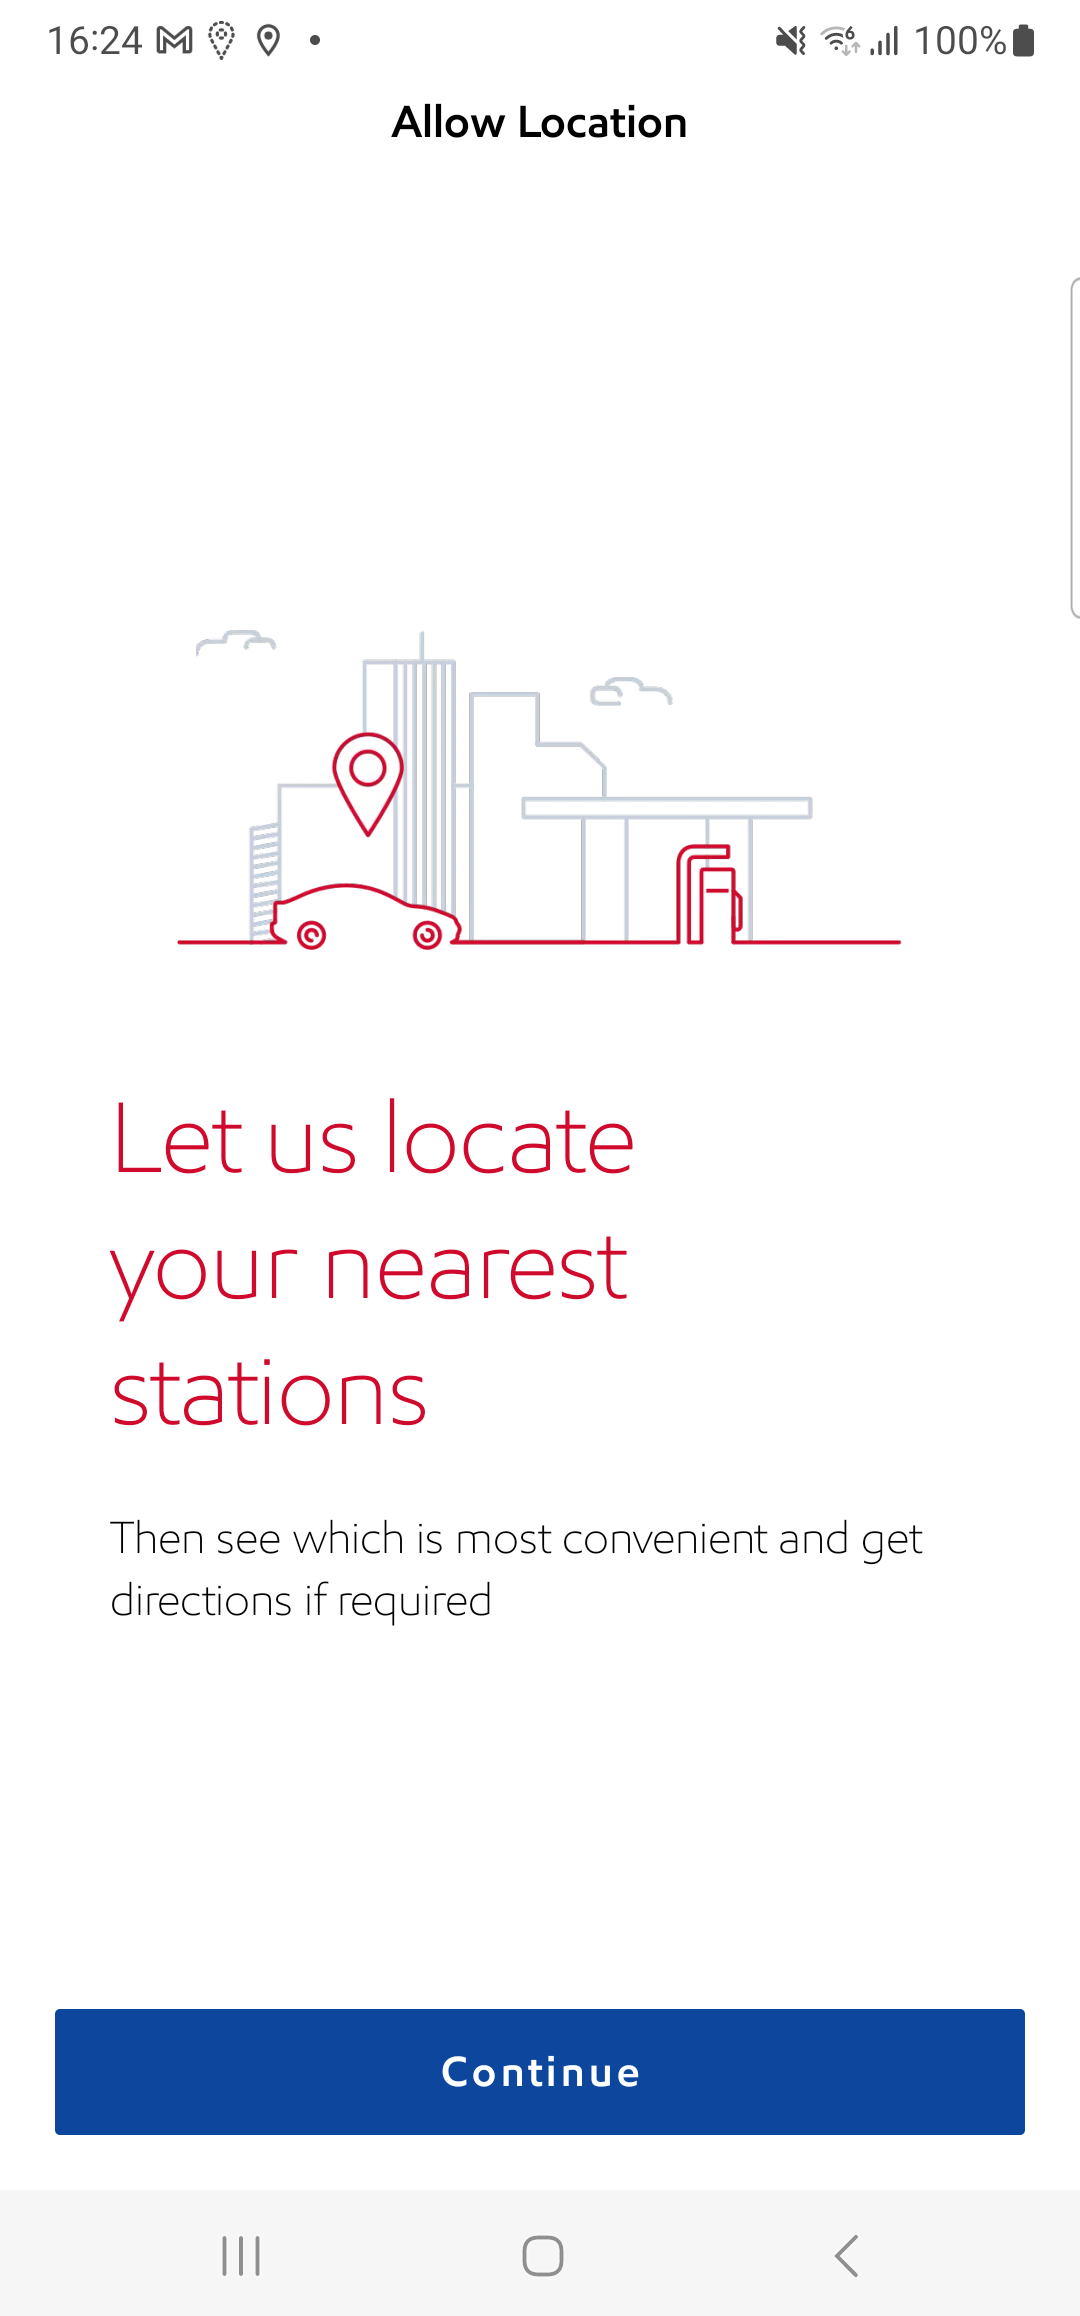 16:24 100%
Allow Location
Let us locate
your nearest
stations
Then see which is most convenient and get
directions if required
Continue